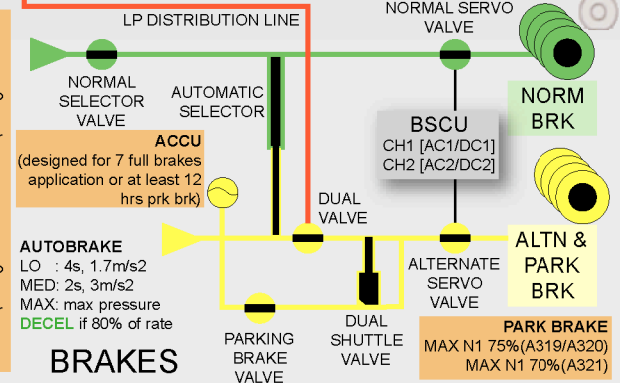 LP DISTRIBUTION LINE
NORMAL SERVO
VALVE
NORMAL
SELECTOR
VALVE
AUTOMATIC
SELECTOR
BSCU
CH1 [AC1/DC1]
CH2 [AC2/DC2]
NORM
BRK
ACCU
(designed for 7 full brakes
application or at least 12
hrs prk brk)
DUAL
VALVE
AUTOBRAKE
LO : 4s, 1.7m/s2
MED: 2s, 3m/s2
MAX: max pressure
DECEL if 80% of rate
ALTERNATE
SERVO
VALVE
ALTN &
PARK
BRK
BRAKES
PARKING
BRAKE
VALVE
DUAL
SHUTTLE
VALVE
PARK BRAKE
MAX N1 75%(A319/A320)
MAX N1 70%(A321)